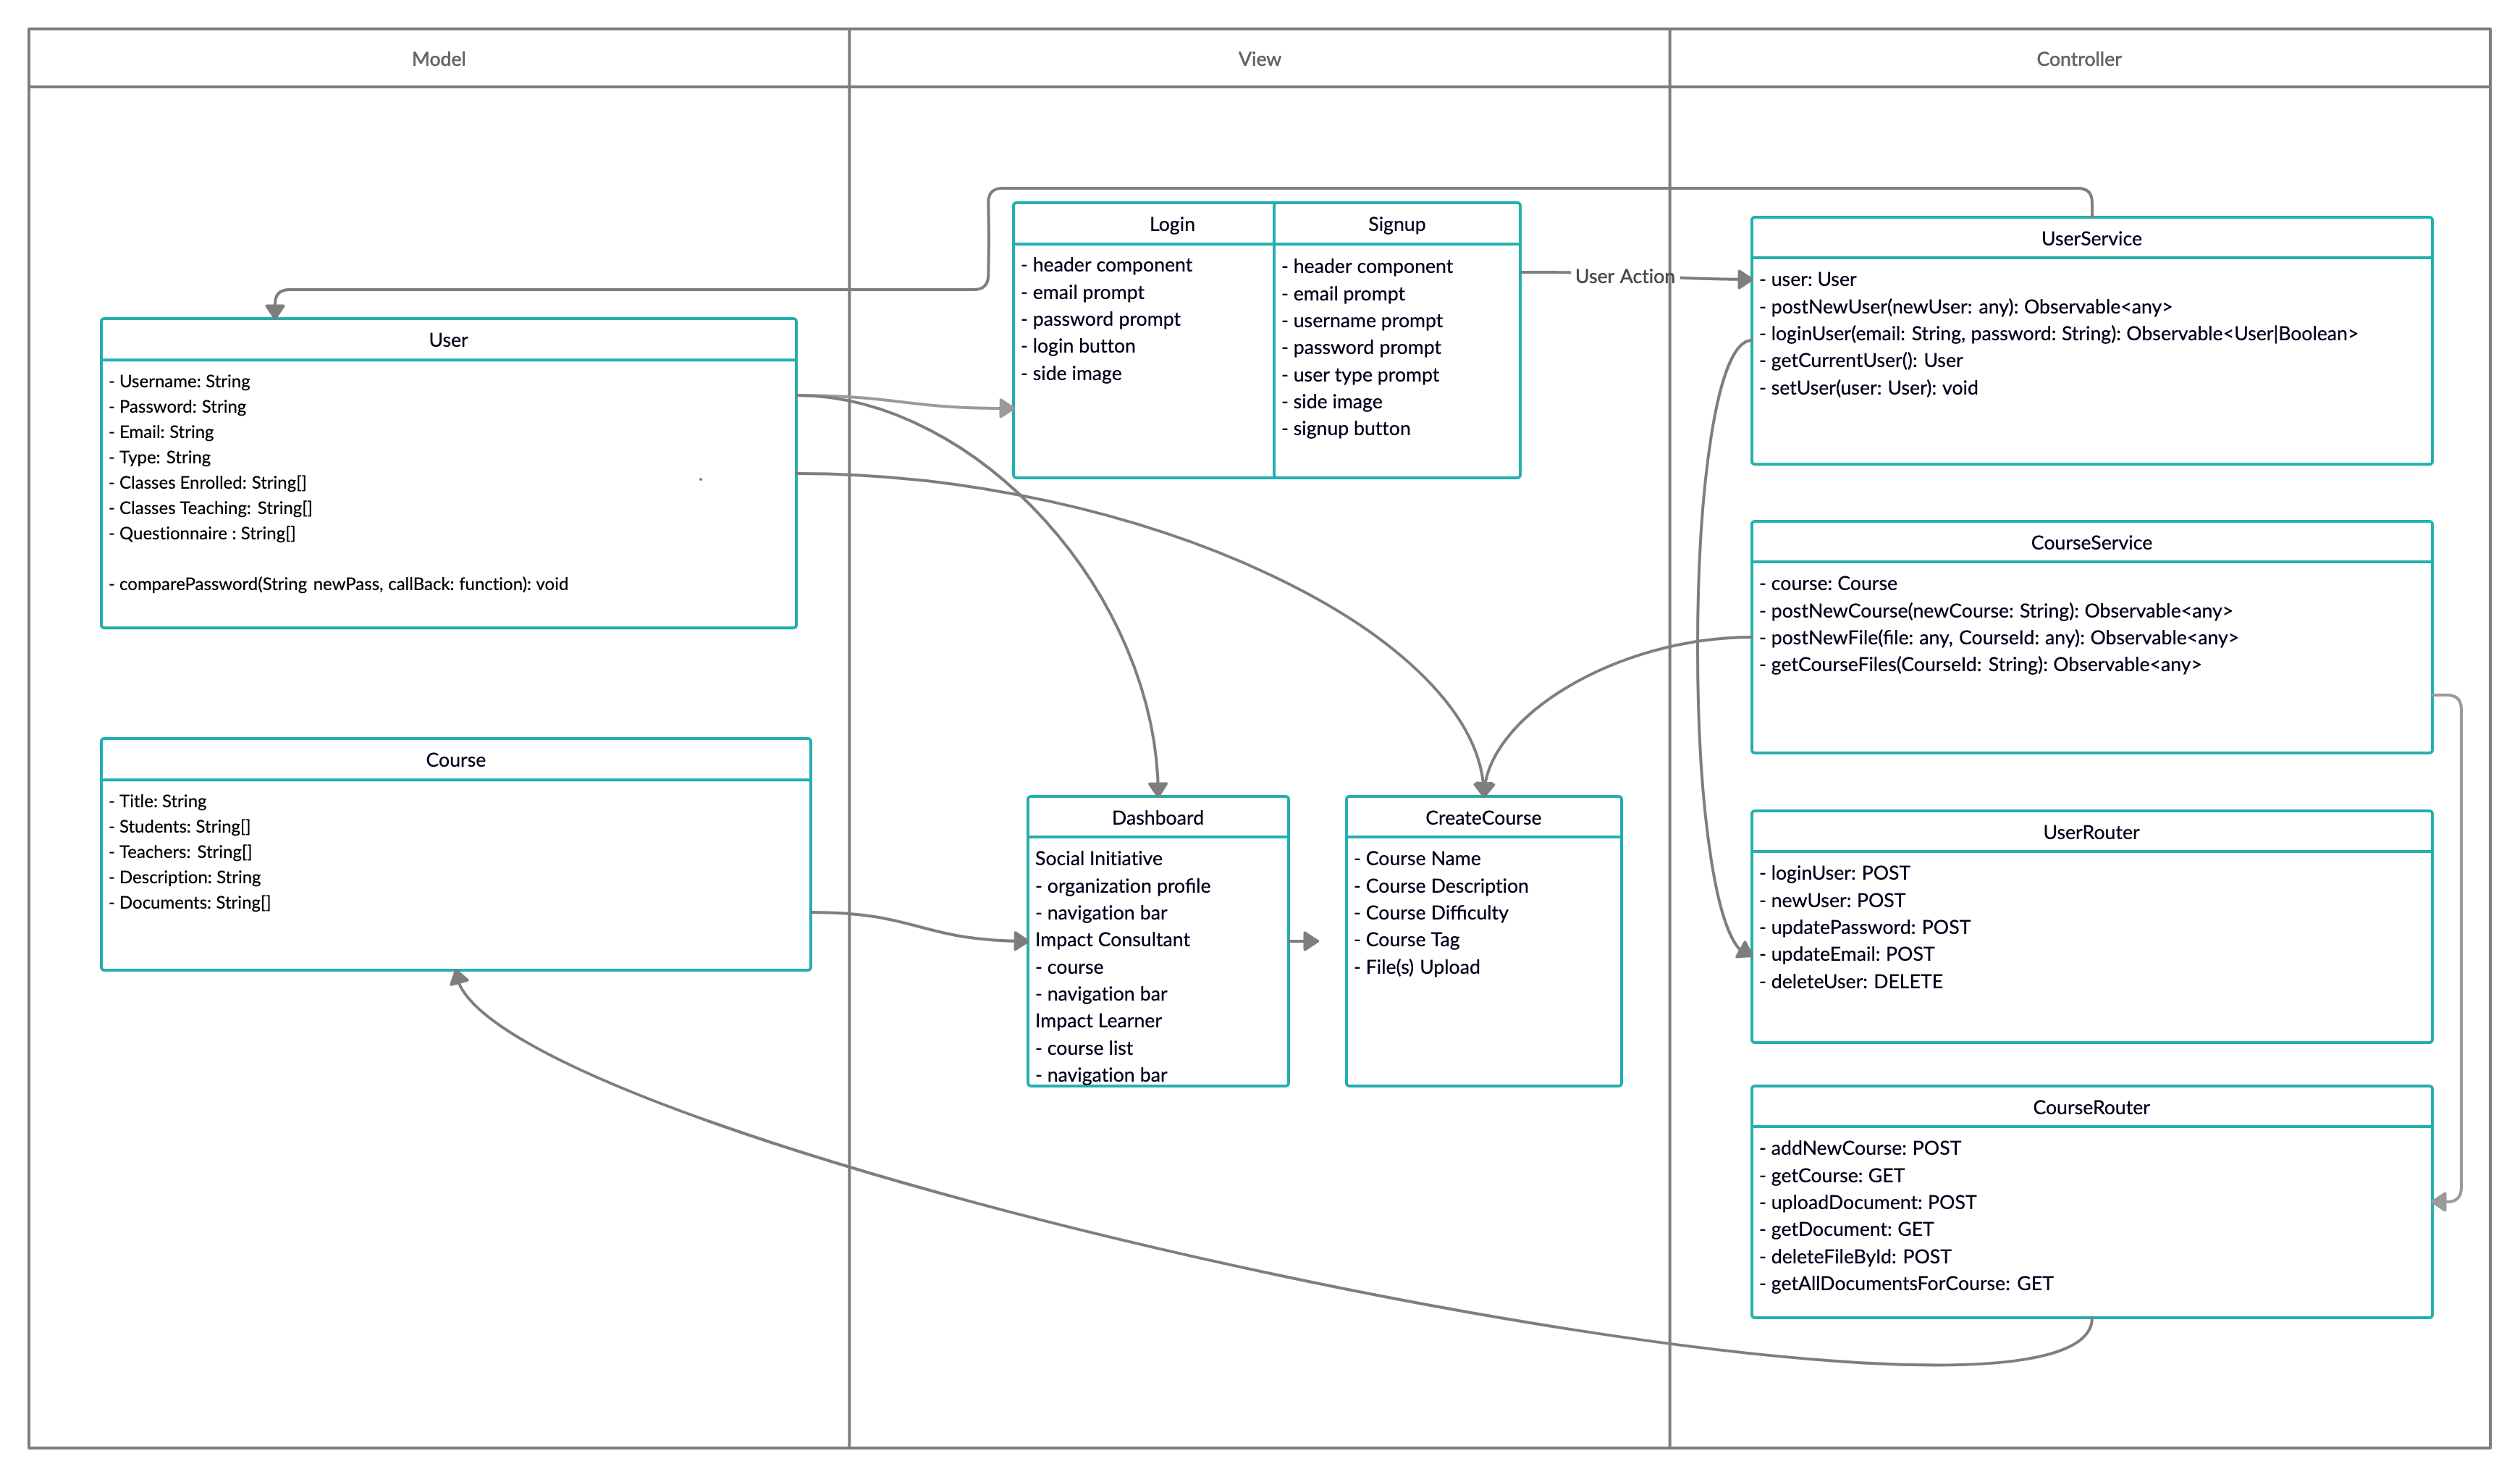 Model
View
Controller
User
- Username: String
- Password: String
- Email: String
- Type: String
- Classes Enrolled: String[]
- Classes Teaching: String[]
- Questionnaire : String[]
- comparePassword(String newPass, callBack: function): void
Course
- Title: String
- Students: String[]
- Teachers: String[]
- Description: String
- Documents: String[]
Login
- header component
- email prompt
- password prompt
- login button
- side image
Signup
- header component
- email prompt
- username prompt
- password prompt
- user type prompt
- side image
- signup button
User Action
Dashboard
Social Initiative
- organization profile
- navigation bar
Impact Consultant
- course
- navigation bar
Impact Learner
- course list
- navigation bar
CreateCourse
- Course Name
- Course Description
- Course Difficulty
- Course Tag
- File(s) Upload
UserService
- user: User
- postNewUser(newUser: any): Observable<any>
- loginUser(email: String, password: String): Observable<User|Boolean>
- getCurrentUser(): User
- setUser(user: User): void
CourseService
- course: Course
- postNewCourse(newCourse: String): Observable<any>
- postNewFile(file: any, CourseId: any): Observable<any>
- getCourseFiles(CourseId: String): Observable<any>
UserRouter
- loginUser: POST
- newUser: POST
- updatePassword: POST
- updateEmail: POST
- deleteUser: DELETE
CourseRouter
- addNewCourse: POST
- getCourse: GET
- uploadDocument: POST
- getDocument: GET
- deleteFileById: POST
- getAllDocumentsForCourse: GET